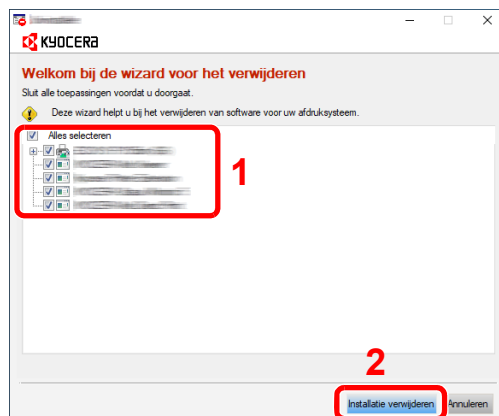 KYOCERA
Welkom bij de wizard voor het verwijderen
Sluit alle toepassingen voordat u doorgaat.
Deze wizard helpt u bij het verwijderen van software voor uw afdruksysteem.
Alles selecteren
1
2
Installatie verwijderen
Annuleren